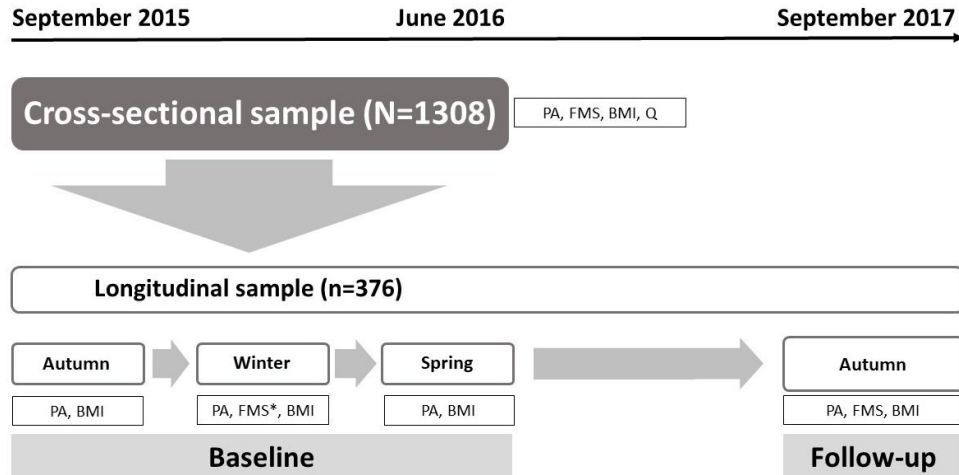 September 2015 June 2016 September 2017
Cross-sectional sample (N=1308)
PA, FMS, BMI, Q
Longitudinal sample (n=376)
Autumn Winter Spring Autumn
PA, BMI PA, FMS*, BMI PA, BMI PA, FMS, BMI
Baseline Follow-up